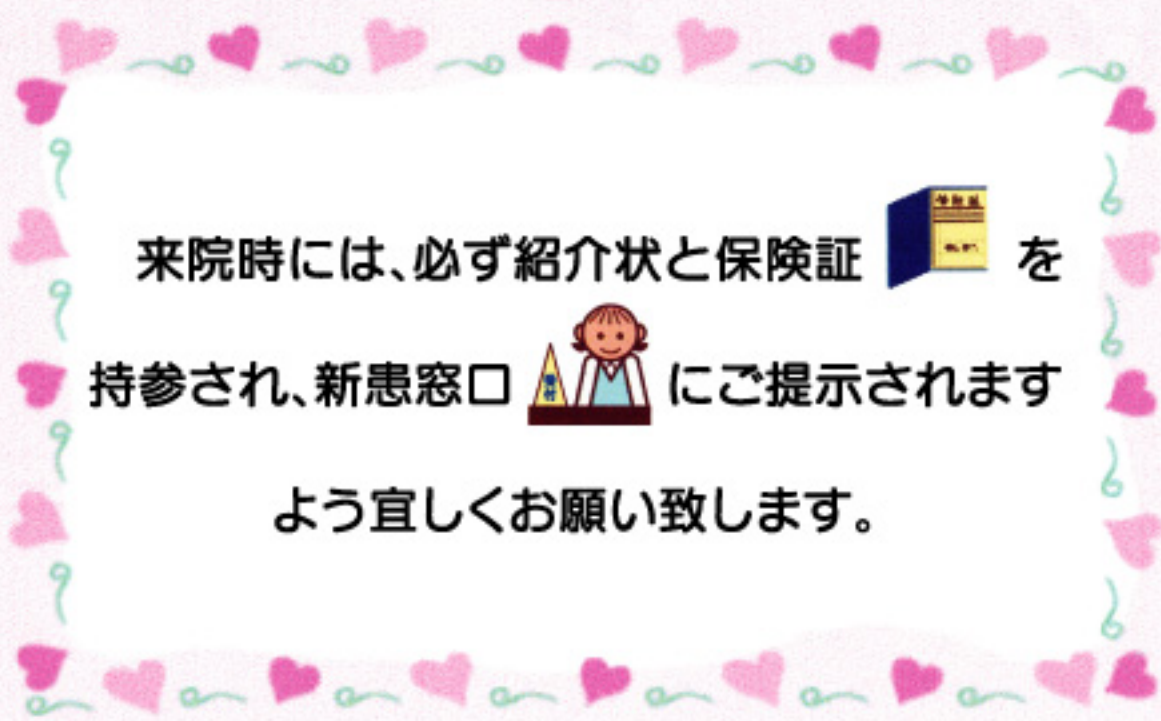 来院時には、必ず紹介状と保険証 を
持参され、新患窓口 にご提示されます
よう宜しくお願い致します。